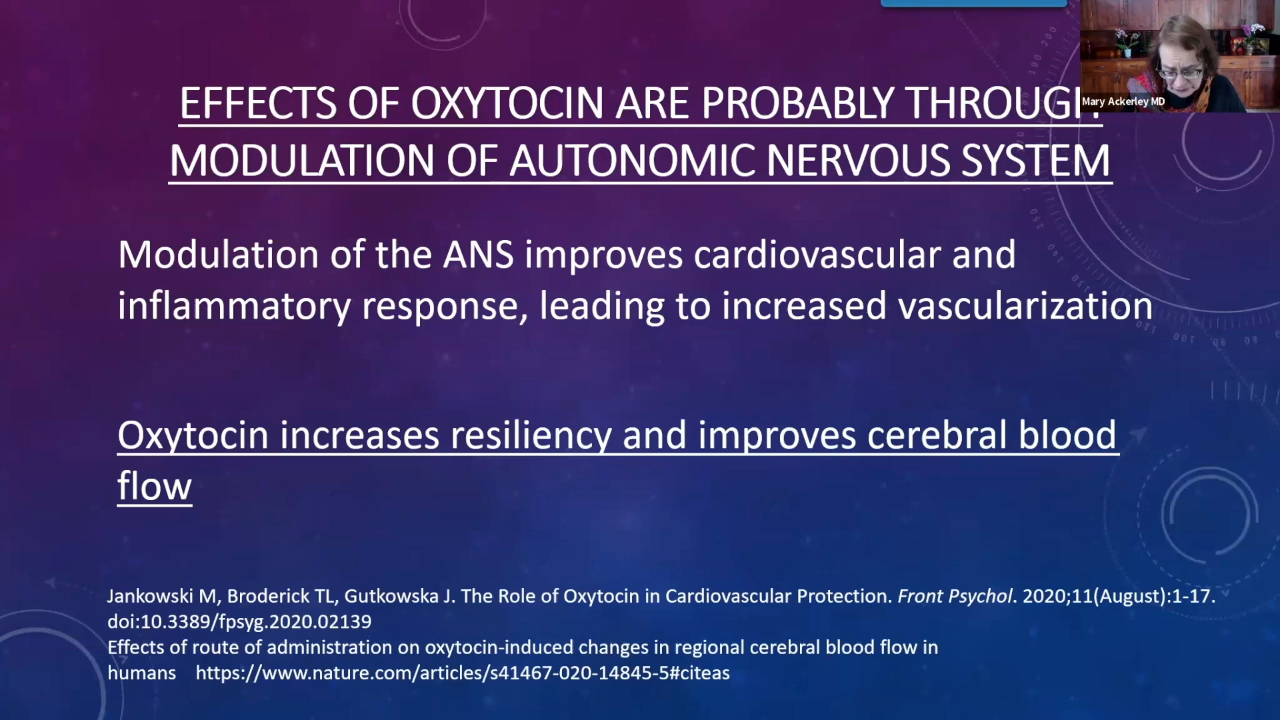 EFFECTS OF OXYTOCIN ARE PROBABLY THROUGH
MODULATION OF AUTONOMIC NERVOUS SYSTEM
Mary Ackerley MD
Modulation of the ANS improves cardiovascular and
inflammatory response, leading to increased vascularization
Oxytocin increases resiliency and improves cerebral blood
flow
Jankowski M, Broderick TL, Gutkowska J. The Role of Oxytocin in Cardiovascular Protection. Front Psychol. 2020;11(August):1-17.
doi:10.3389/fpsyg.2020.02139
Effects of route of administration on oxytocin-induced changes in regional cerebral blood flow in
humans https://www.nature.com/articles/s41467-020-14845-5#citeas